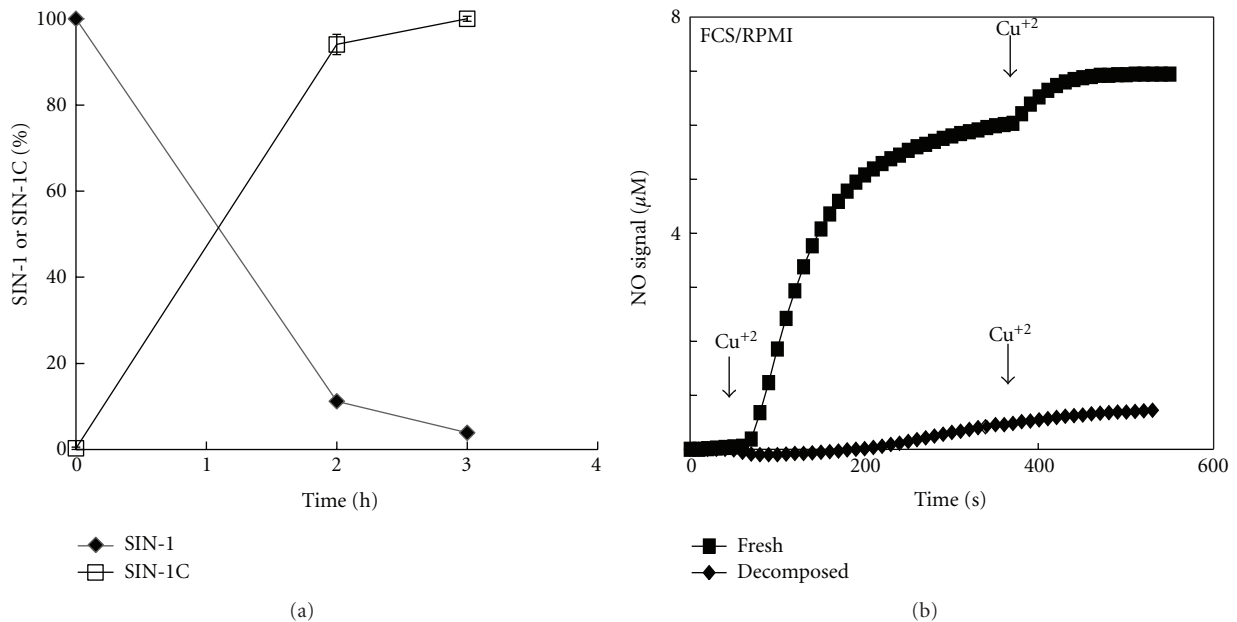 100
80
60
40
20
0
SIN-1 or SIN-1C (%)
0
1
2
3
4
Time (h)
SIN-1
SIN-1C
(a)
8
4
NO signal (µM)
FCS/RPMI
Cu+2
Cu+2
Cu+2
0
200
400
600
Time (s)
Fresh
Decomposed
(b)